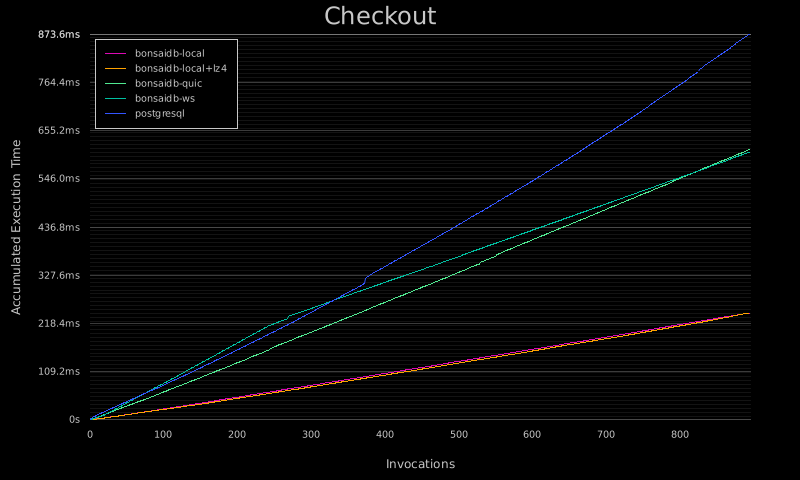 Checkout
873.6ms
764.4ms
655.2ms
546.0ms
436.8ms
327.6ms
218.4ms
109.2ms
0s
bonsaidb-local
bonsaidb-local+lz4
bonsaidb-quic
bonsaidb-ws
postgresql
Accumulated Execution Time
0 100 200 300 400 500 600 700 800
Invocations